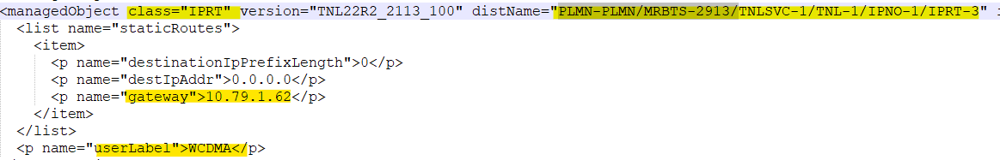 <managedObject class="IPRT" version="TNL22R2_2113_100" distName="PLMN-PLMN/MRBTS-2913/TNLSVC-1/TNL-1/IPNO-1/IPRT-3"
<list name="staticRoutes">
<item>
<p name="destinationIpPrefixLength">0</p>
<p name="destIpAddr">0.0.0.0</p>
<p name="gateway">10.79.1.62</p>
</item>
</list>
<p name="userLabel">WCDMA</p>